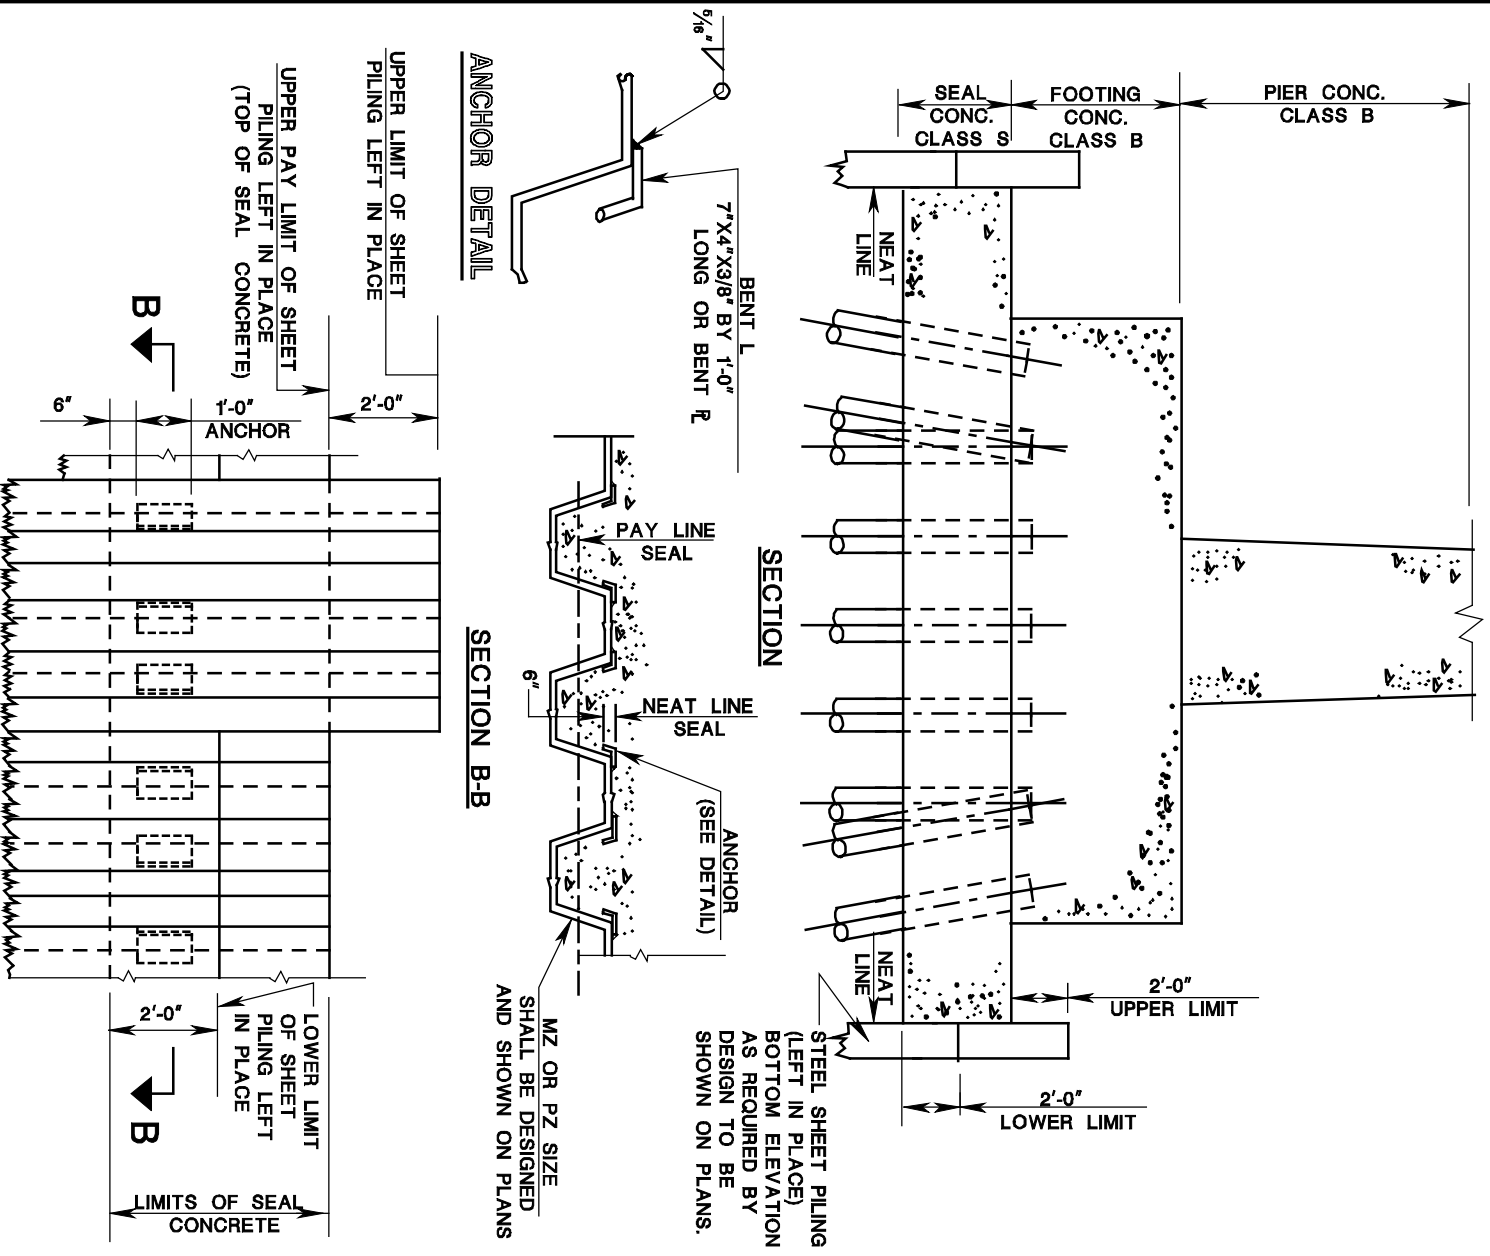 SEAL
CONC.
CLASS S
FOOTING
CONC.
CLASS B
PIER CONC.
CLASS B
NEAT
LINE
NEAT
LINE
2'-0"
UPPER LIMIT
2'-0"
LOWER LIMIT
STEEL SHEET PILING
(LEFT IN PLACE)
BOTTOM ELEVATION
AS REQUIRED BY
DESIGN TO BE
SHOWN ON PLANS.
SECTION
5/16"
BENT L
7"X4"X3/8" BY 1'-0"
LONG OR BENT PL
ANCHOR DETAIL
PAY LINE
SEAL
6"
NEAT LINE
SEAL
ANCHOR
(SEE DETAIL)
MZ OR PZ SIZE
SHALL BE DESIGNED
AND SHOWN ON PLANS
SECTION B-B
UPPER LIMIT OF SHEET
PILING LEFT IN PLACE
UPPER PAY LIMIT OF SHEET
PILING LEFT IN PLACE
(TOP OF SEAL CONCRETE)
B
6"
1'-0"
ANCHOR
2'-0"
2'-0"
LOWER LIMIT
OF SHEET
PILING LEFT
IN PLACE
B
LIMITS OF SEAL
CONCRETE